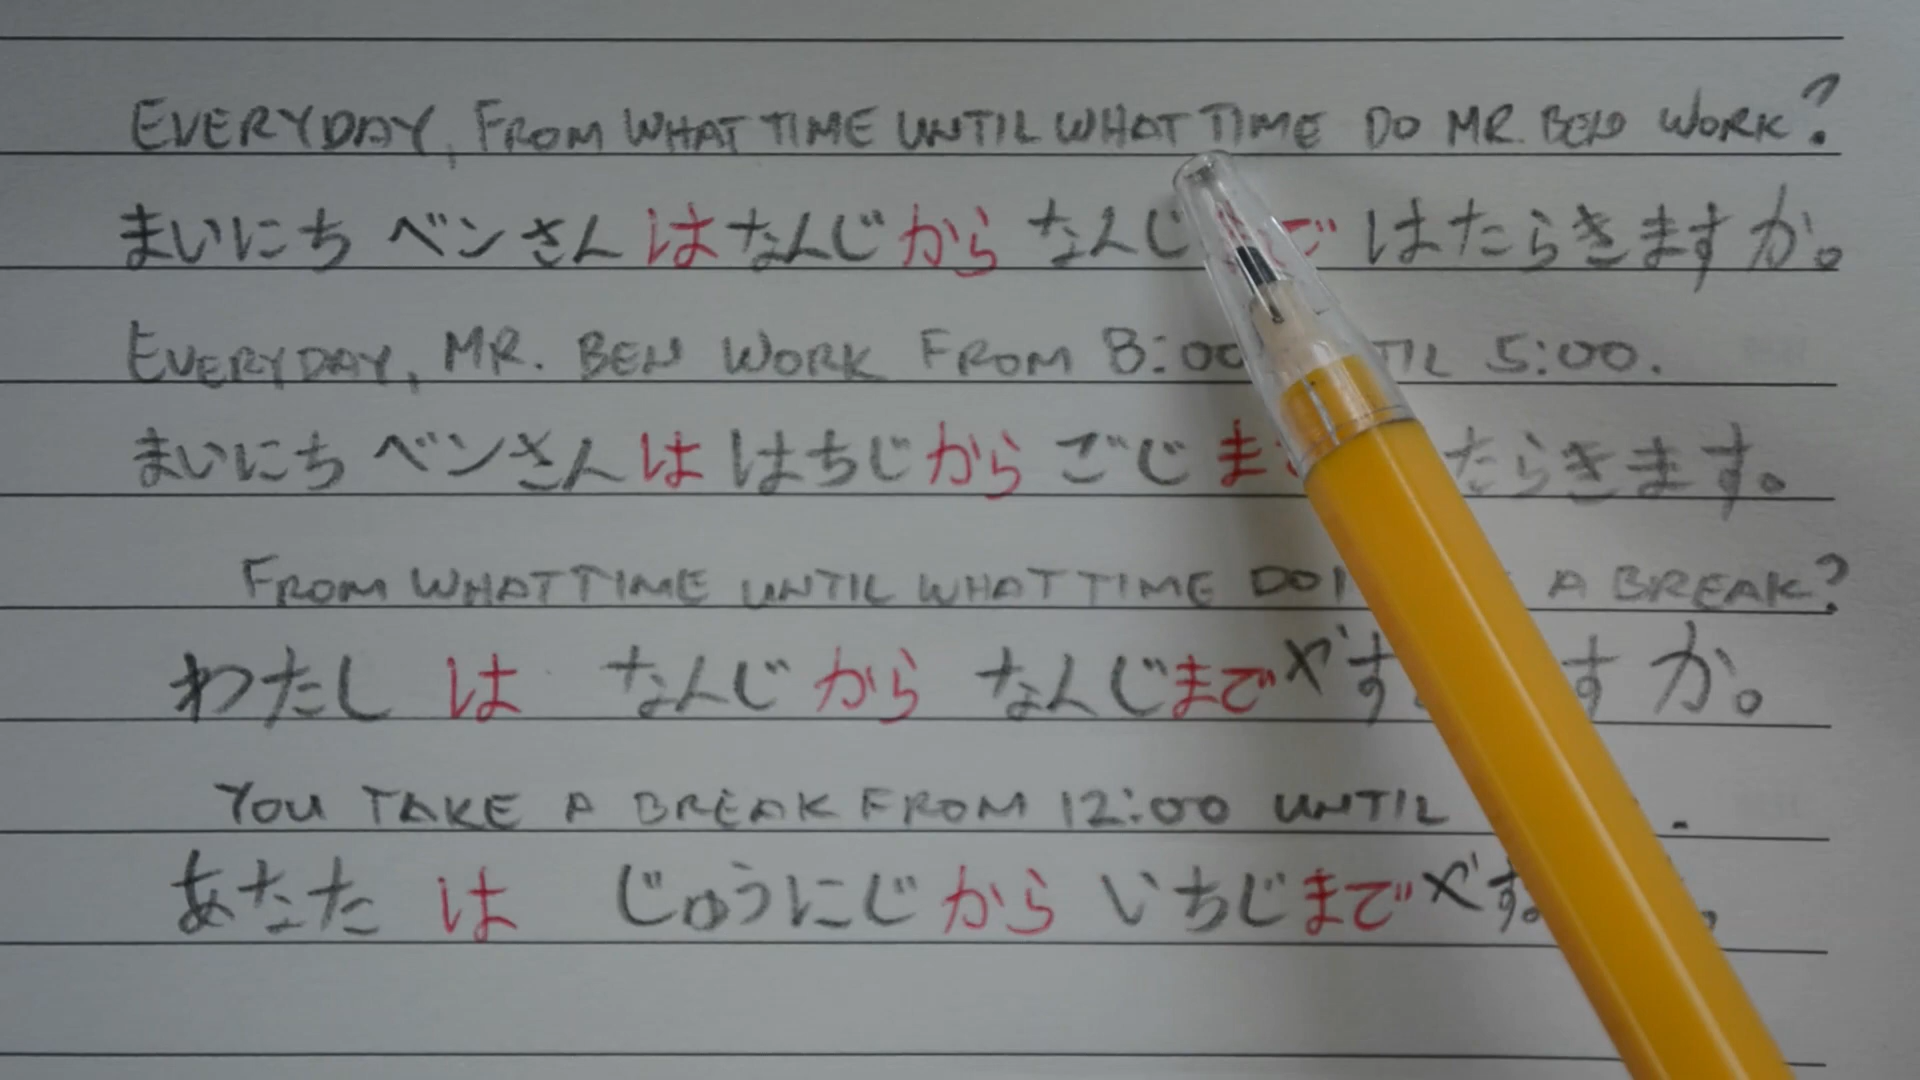 EVERYDAY, FROM WHAT TIME UNTIL WHAT TIME DO MR. BEN WORK?
まいにち ベンさん は なんじ から なんじ はたらきます か。
EVERYDAY, MR. BEN WORK FROM 8:00 5:00.
まいにち ベンさん は はちじ から ごじ たらきます。
FROM WHAT TIME UNTIL WHAT TIME DO I A BREAK?
わたし は なんじ から なんじ まで やす す か。
YOU TAKE A BREAK FROM 12:00 UNTIL
あなた は じゅうにじ から いちじ まで やす